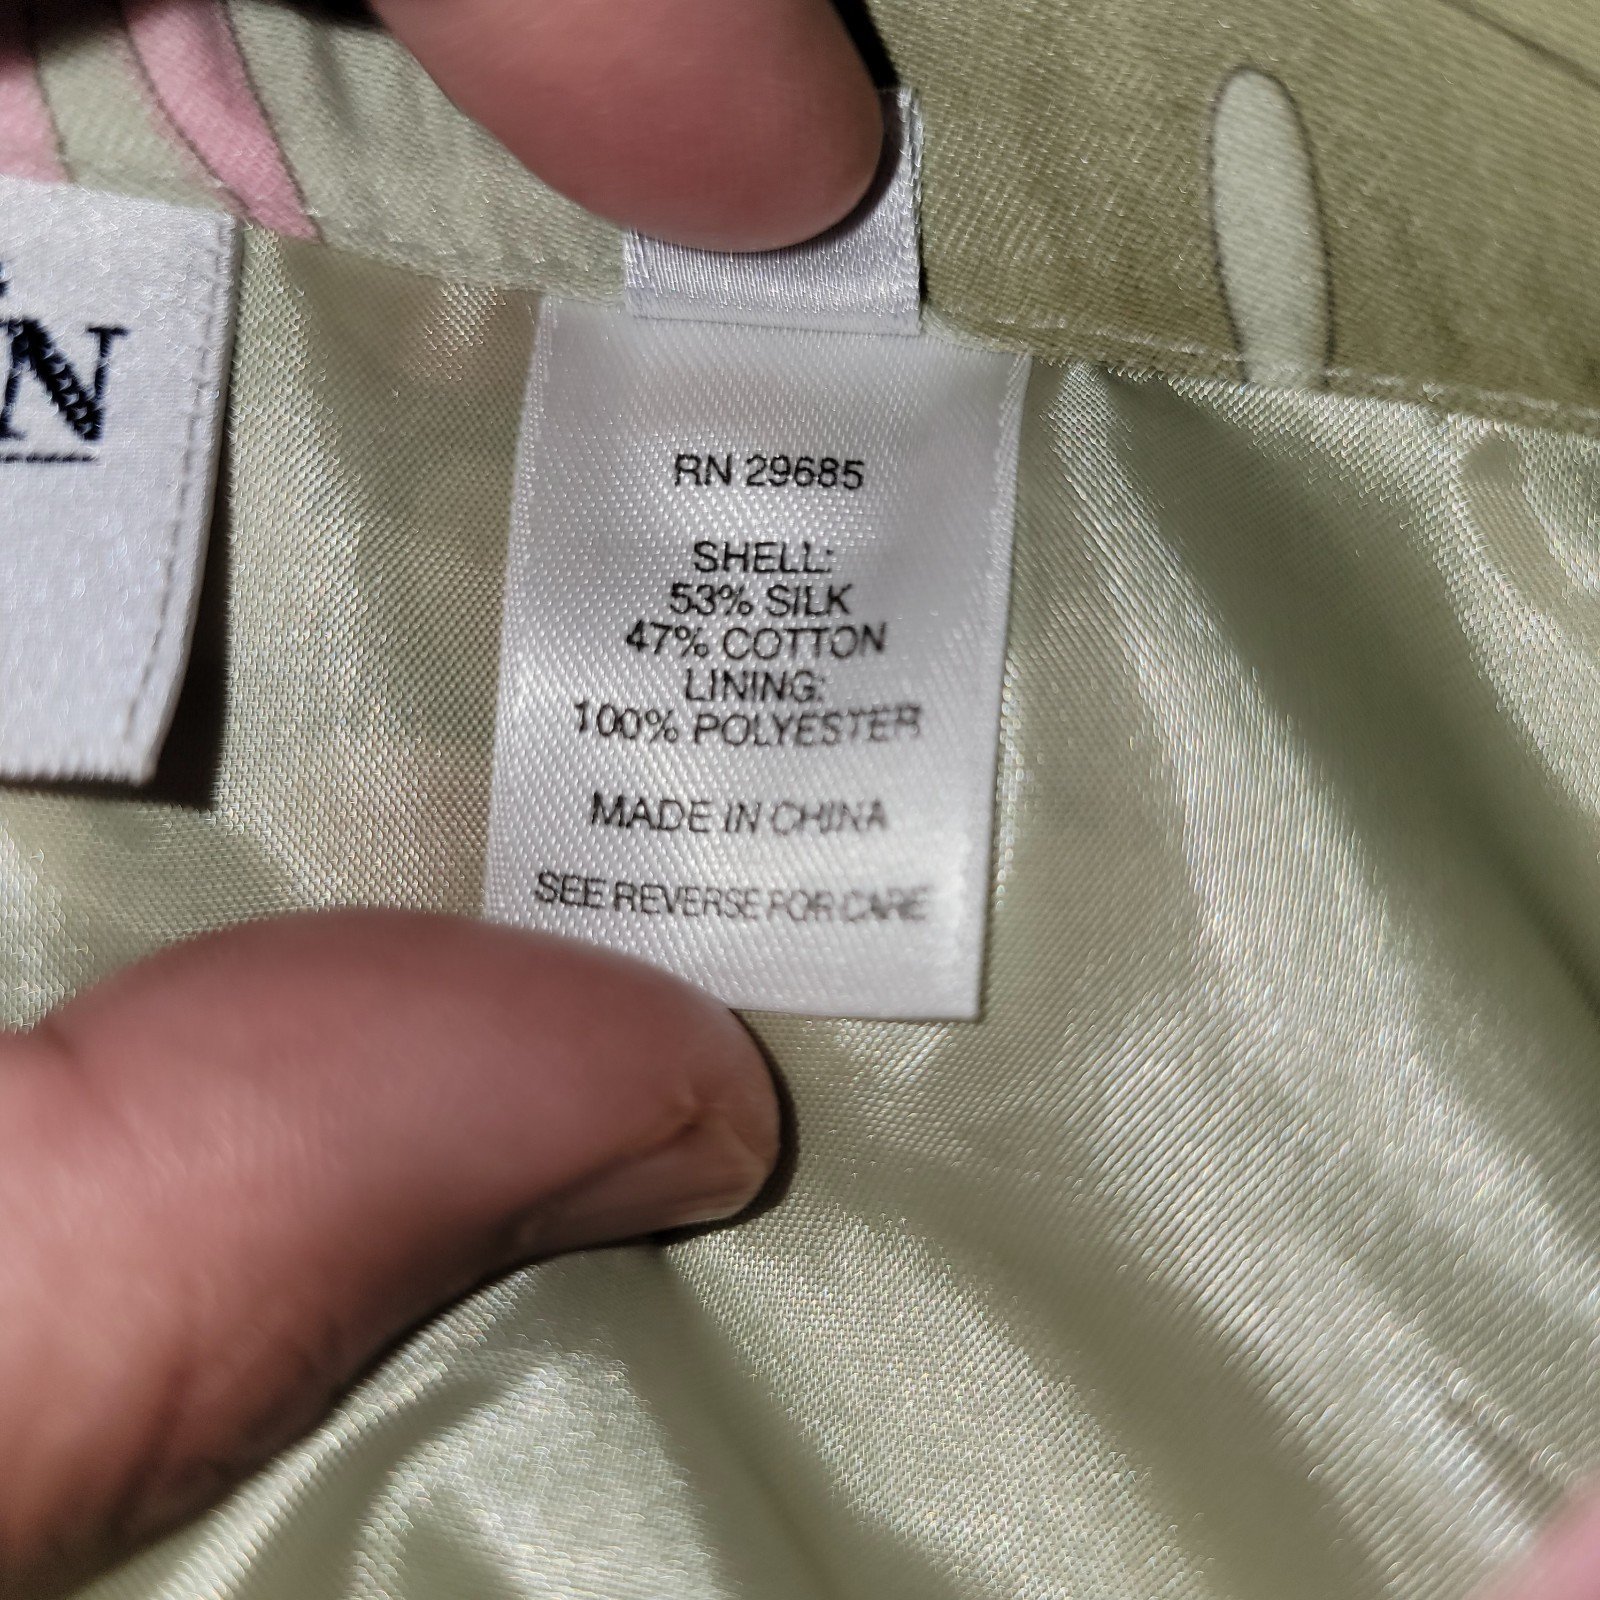 N
RN 29685
SHELL:
53% SILK
47% COTTON
LINING:
100% POLYESTER
MADE IN CHINA
SEE REVERSE FOR CARE